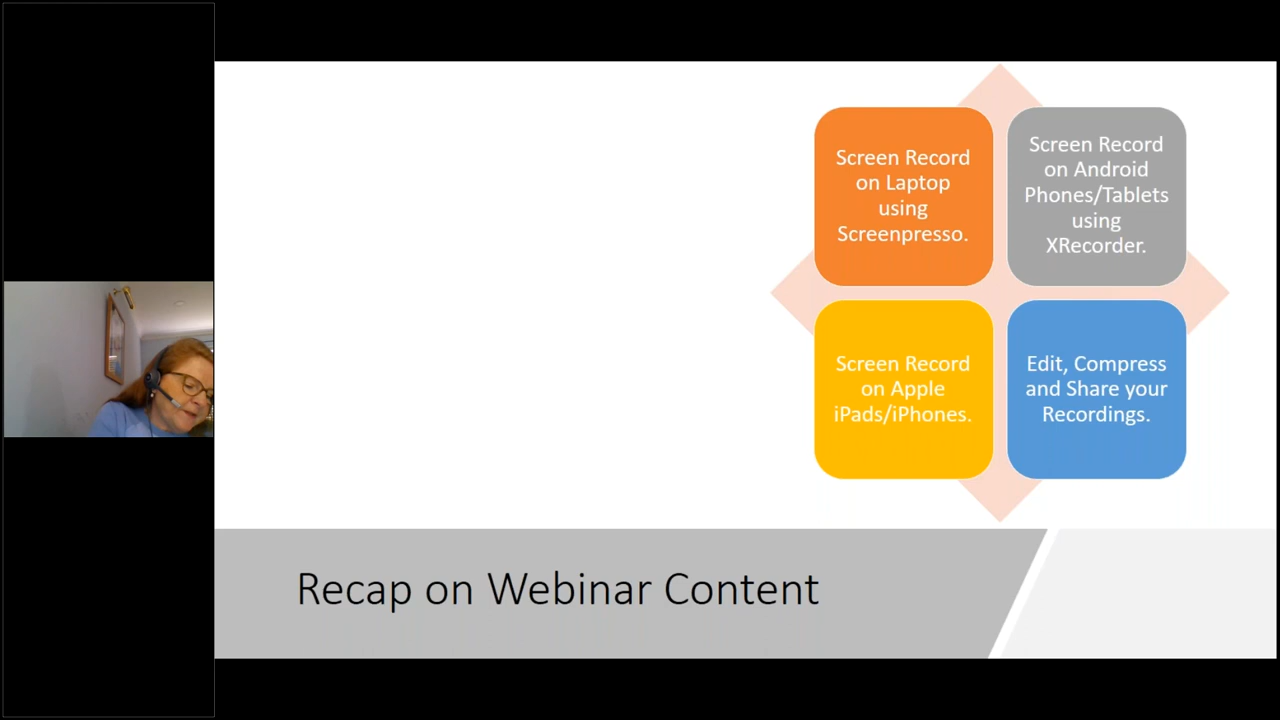 Screen Record
on Laptop
using
Screenpresso.
Screen Record
on Android
Phones/Tablets
using
XRecorder.
Screen Record
on Apple
iPads/iPhones.
Edit, Compress
and Share your
Recordings.
Recap on Webinar Content